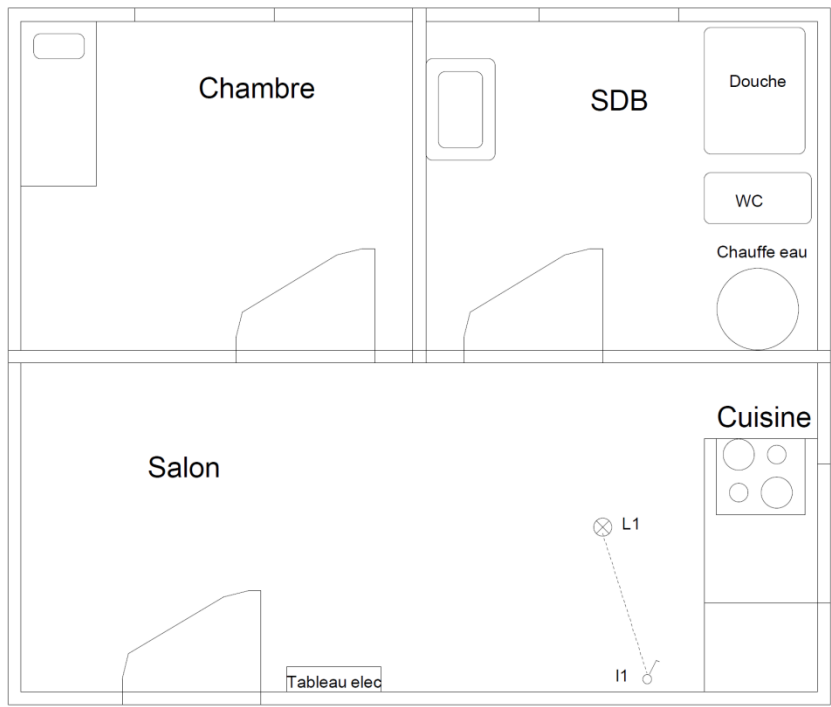 Chambre
SDB
Douche
WC
Chauffe eau
Cuisine
Salon
L1
I1
Tableau elec